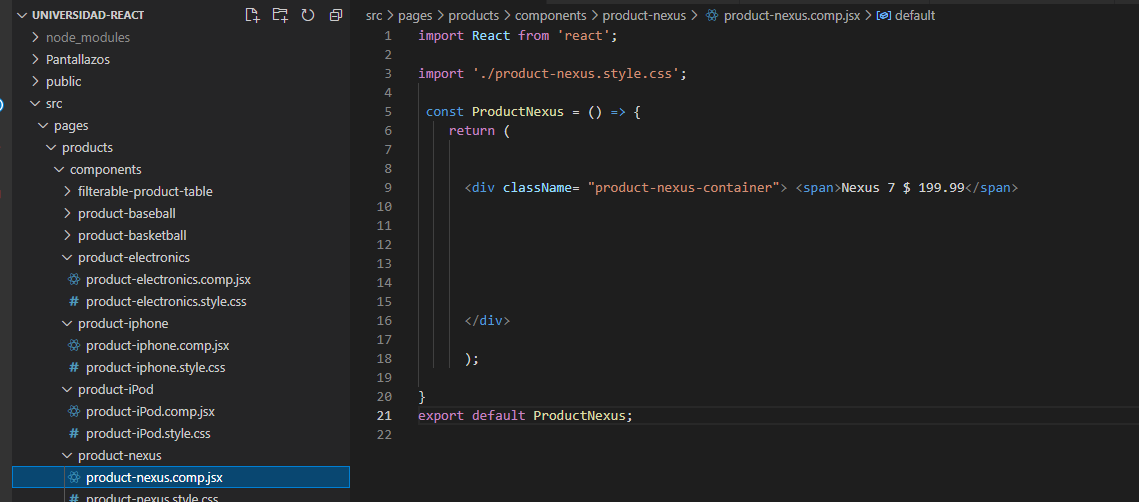 UNIVERSIDAD-REACT
node_modules
Pantallazos
public
src
pages
products
components
filterable-product-table
product-baseball
product-basketball
product-electronics
product-electronics.comp.jsx
# product-electronics.style.css
product-iphone
product-iphone.comp.jsx
# product-iphone.style.css
product-iPod
product-iPod.comp.jsx
# product-iPod.style.css
product-nexus
product-nexus.comp.jsx
# product-nexus.style.css
src > pages > products > components > product-nexus > product-nexus.comp.jsx > default
1 import React from 'react';
2
3 import './product-nexus.style.css';
4
5 const ProductNexus = () => {
6 return (
7
8
9 <div className= "product-nexus-container"> <span>Nexus 7 $ 199.99</span>
10
11
12
13
14
15
16 </div>
17
18 );
19
20 }
21 export default ProductNexus;
22